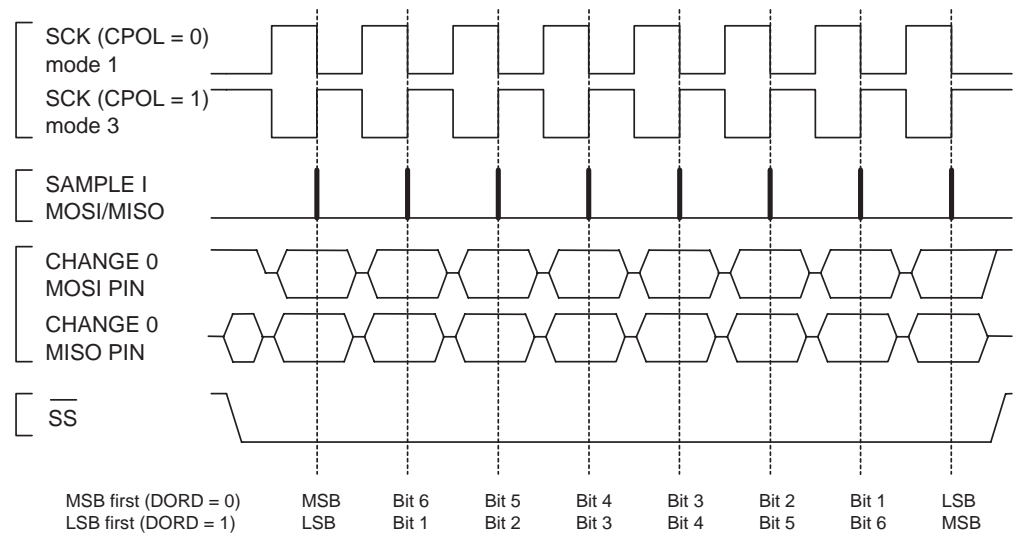 SCK (CPOL = 0)
mode 1
SCK (CPOL = 1)
mode 3
SAMPLE I
MOSI/MISO
CHANGE 0
MOSI PIN
CHANGE 0
MISO PIN
SS
MSB first (DORD = 0) MSB Bit 6 Bit 5 Bit 4 Bit 3 Bit 2 Bit 1 LSB
LSB first (DORD = 1) LSB Bit 1 Bit 2 Bit 3 Bit 4 Bit 5 Bit 6 MSB